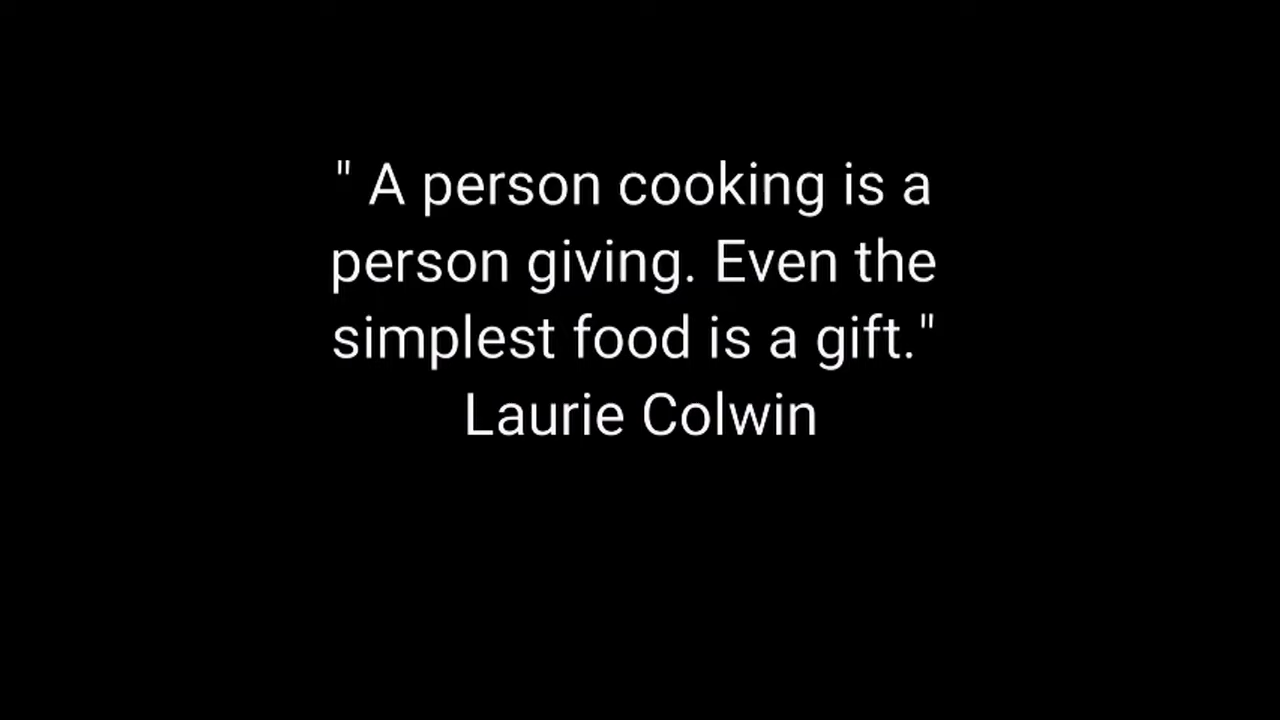 " A person cooking is a
person giving. Even the
simplest food is a gift."
Laurie Colwin